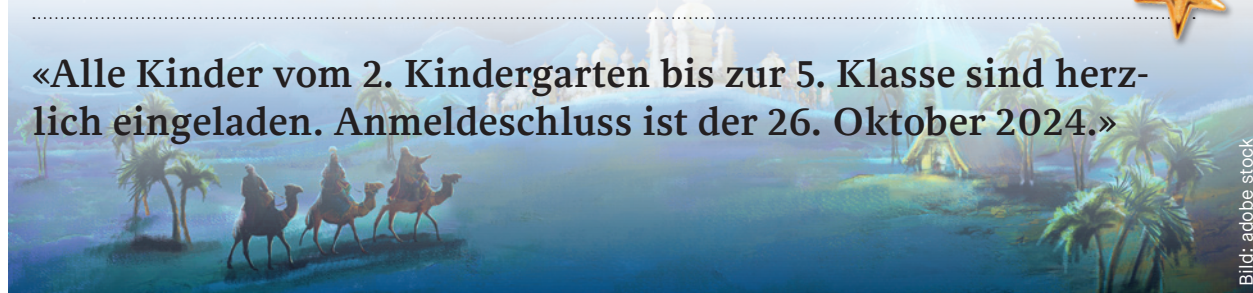 «Alle Kinder vom 2. Kindergarten bis zur 5. Klasse sind herz-
lich eingeladen. Anmeldeschluss ist der 26. Oktober 2024.»
Bild: adobe stock